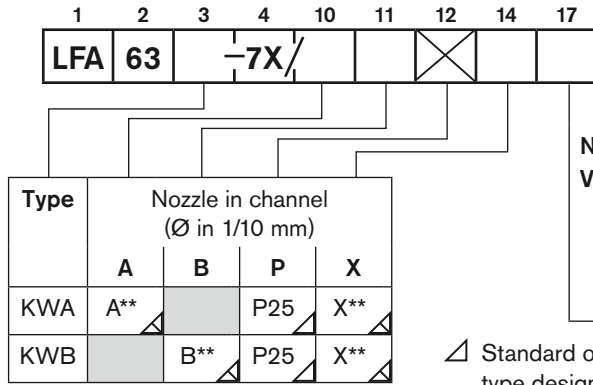 1 2 3 4 10 11 12 14 17
LFA 63 –7X/
N
V
Type Nozzle in channel
(Ø in 1/10 mm)
A B P X
KWA A** P25 X**
KWB B** P25 X**
Standard o
type design